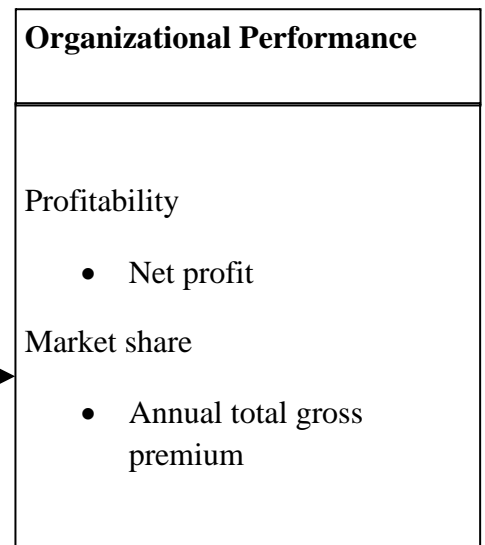 Organizational Performance
Profitability
• Net profit
Market share
• Annual total gross
premium